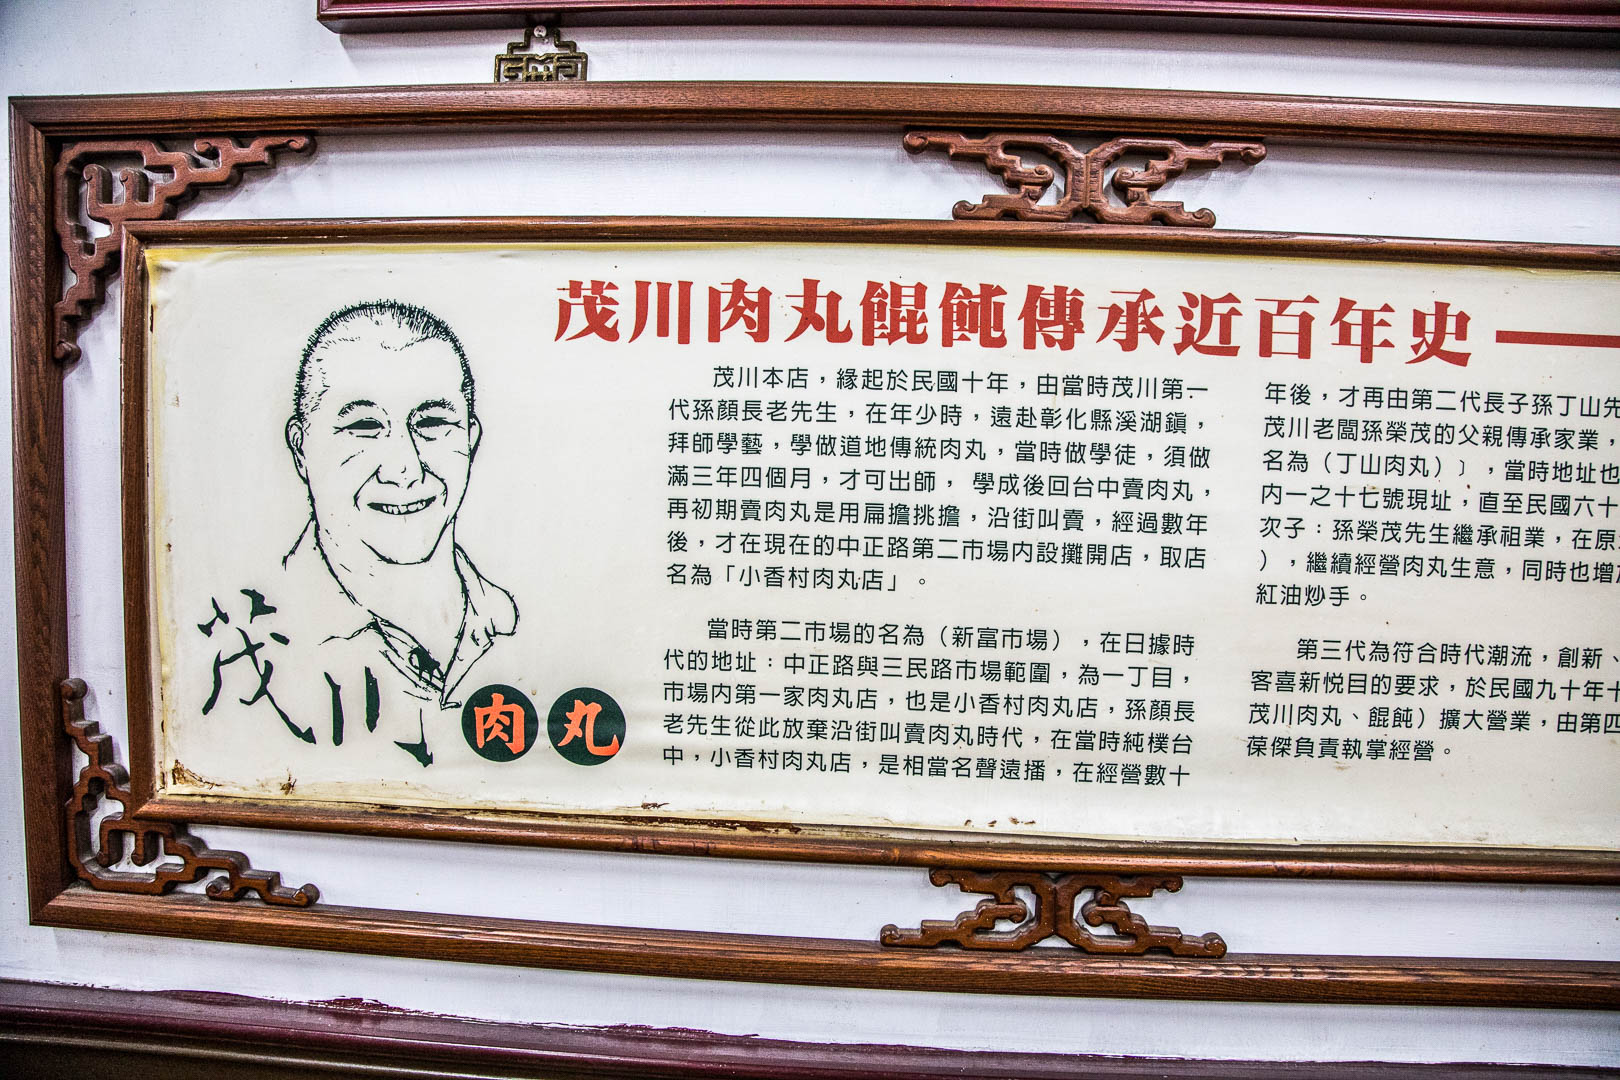 茂川肉丸餛飩傳承近百年史
茂川本店，緣起於民國十年，由當時茂川第一
代孫顏長老先生，在年少時，遠赴彰化縣溪湖鎮，
拜師學藝，學做道地傳統肉丸，當時做學徒，須做
滿三年四個月，才可出師， 學成後回台中賣肉丸，
再初期賣肉丸是用扁擔挑擔，沿街叫賣，經過數年
後，才在現在的中正路第二市場內設攤開店，取店
名為「小香村肉丸店」。
當時第二市場的名為（新富市場），在日據時
代的地址：中正路與三民路市場範圍，為一丁目，
市場內第一家肉丸店，也是小香村肉丸店，孫顏長
老先生從此放棄沿街叫賣肉丸時代，在當時純樸台
中，小香村肉丸店，是相當名聲遠播，在經營數十
年後，才再由第二代長子孫丁山先
茂川老闆孫榮茂的父親傳承家業，
名為（丁山肉丸）﹞，當時地址也
內一之十七號現址，直至民國六十
次子：孫榮茂先生繼承祖業，在原
），繼續經營肉丸生意，同時也增
紅油炒手。
第三代為符合時代潮流，創新、
客喜新悅目的要求，於民國九十年十
茂川肉丸、餛飩）擴大營業，由第四
葆傑負責執掌經營。
茂川
肉丸